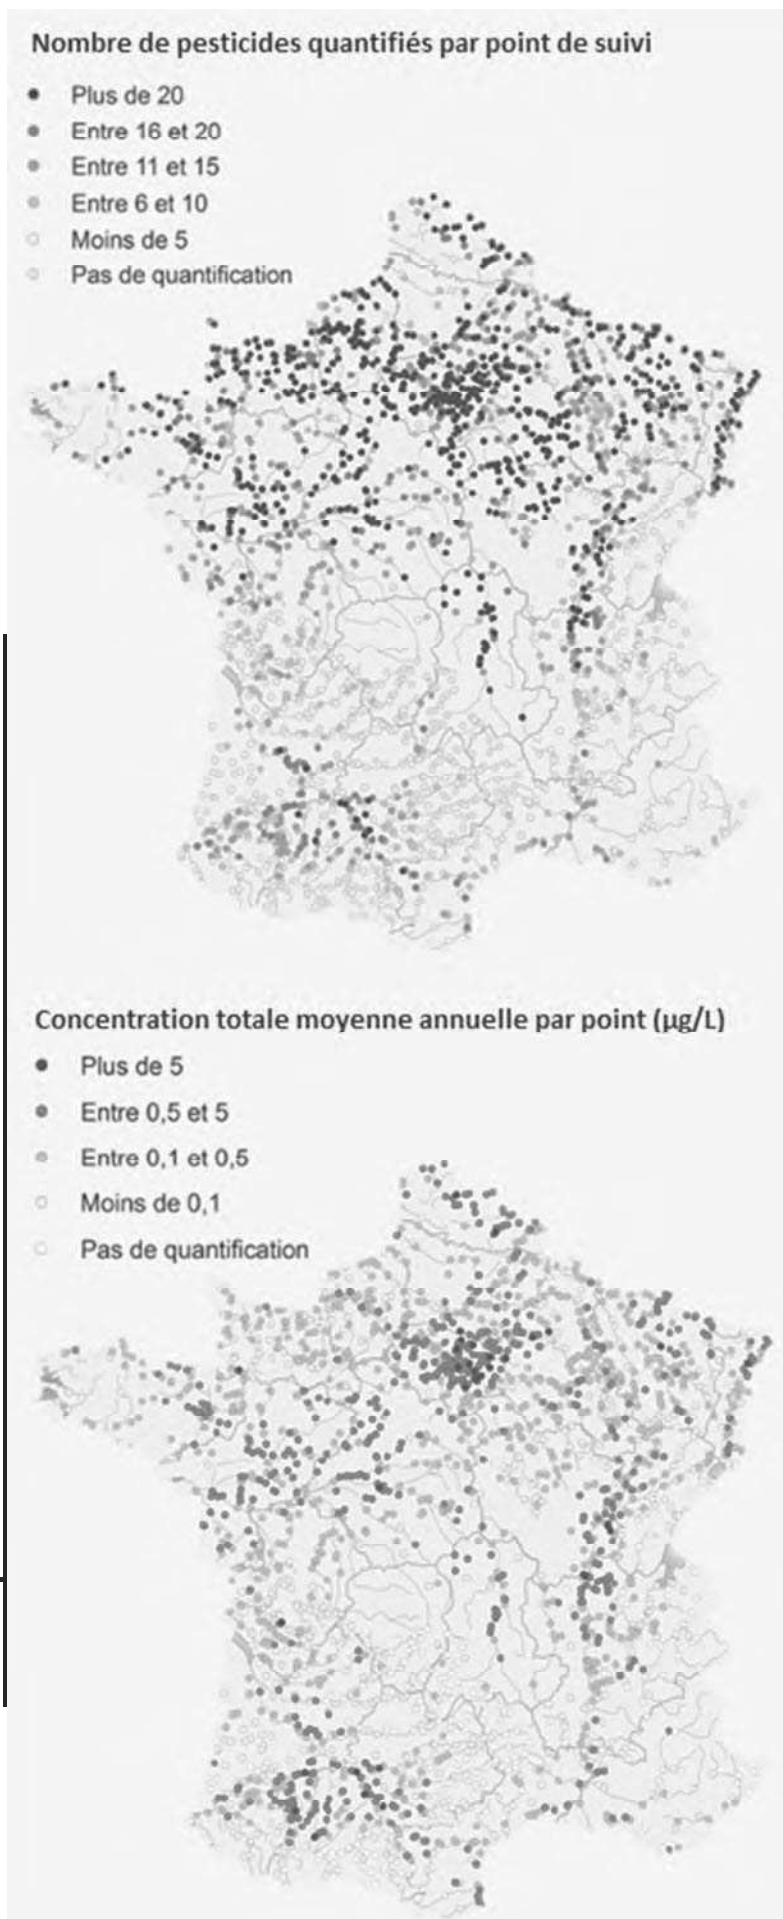 Nombre de pesticides quantifiés par point de suivi
Plus de 20
Entre 16 et 20
Entre 11 et 15
Entre 6 et 10
Moins de 5
Pas de quantification
Concentration totale moyenne annuelle par point (µg/L)
Plus de 5
Entre 0,5 et 5
Entre 0,1 et 0,5
Moins de 0,1
Pas de quantification